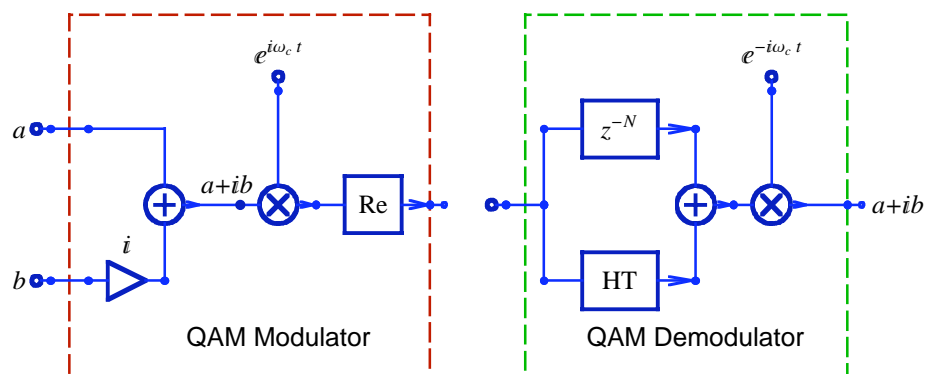 e^{iω_c t}
a
a+ib
Re
i
b
QAM Modulator
e^{-iω_c t}
z^{-N}
a+ib
HT
QAM Demodulator